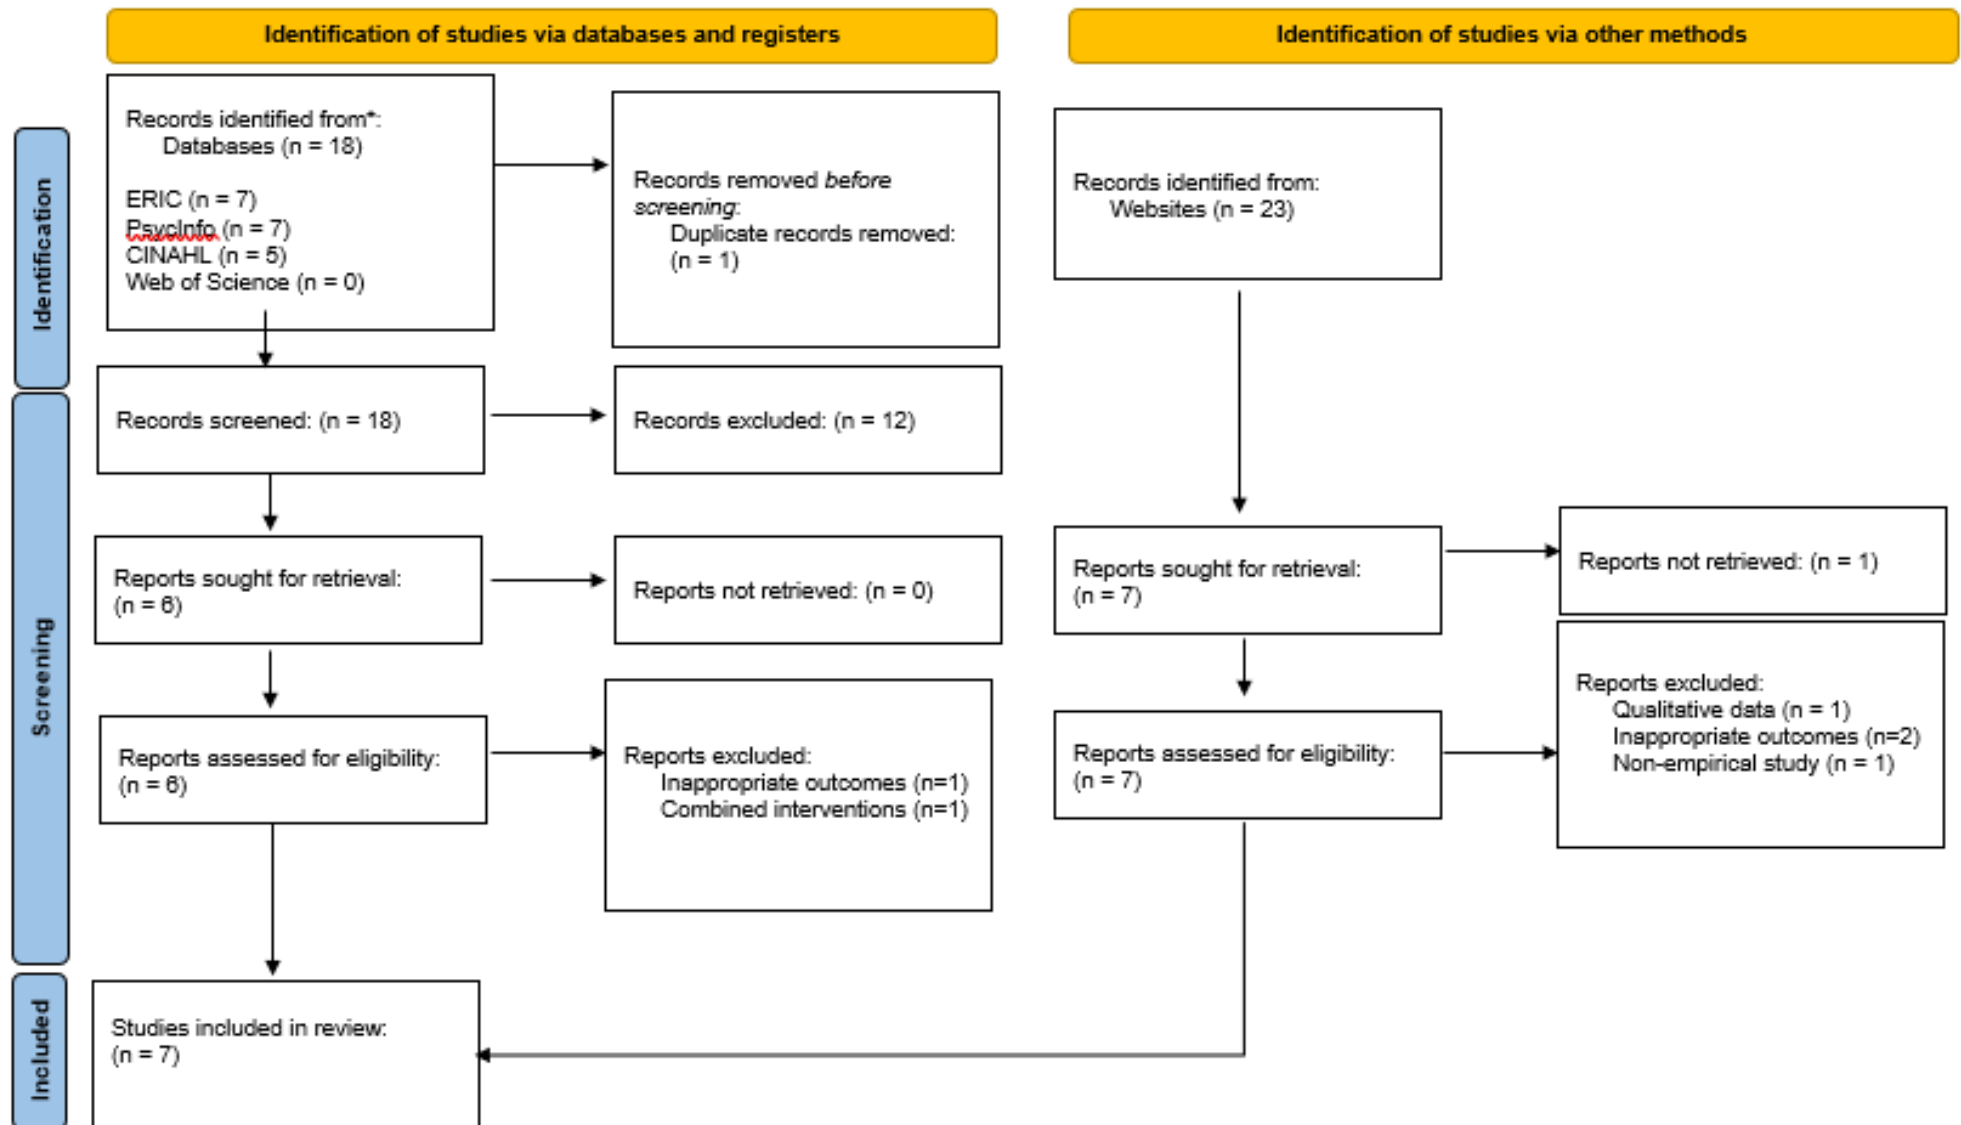 Identification of studies via databases and registers
Identification of studies via other methods
Identification
Records identified from*:
Databases (n = 18)
ERIC (n = 7)
PsycInfo (n = 7)
CINAHL (n = 5)
Web of Science (n = 0)
Records removed before
screening:
Duplicate records removed:
(n = 1)
Records identified from:
Websites (n = 23)
Screening
Records screened: (n = 18)
Records excluded: (n = 12)
Reports sought for retrieval:
(n = 6)
Reports not retrieved: (n = 0)
Reports sought for retrieval:
(n = 7)
Reports not retrieved: (n = 1)
Reports assessed for eligibility:
(n = 6)
Reports excluded:
Inappropriate outcomes (n=1)
Combined interventions (n=1)
Reports assessed for eligibility:
(n = 7)
Reports excluded:
Qualitative data (n = 1)
Inappropriate outcomes (n=2)
Non-empirical study (n = 1)
Included
Studies included in review:
(n = 7)